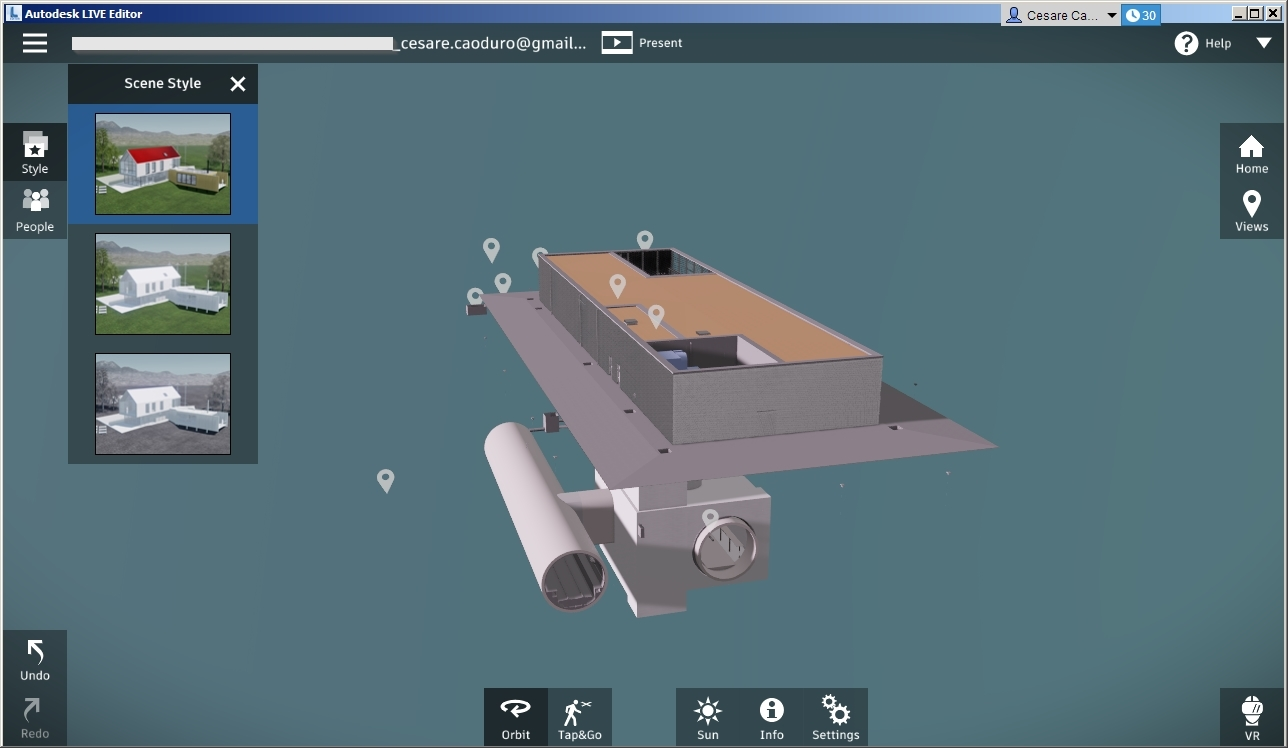 Autodesk LIVE Editor
Cesare Ca...
30
_cesare.caoduro@gmail...
Present
Help
Scene Style
Style
People
Home
Views
Undo
Redo
Orbit
Tap&Go
Sun
Info
Settings
VR